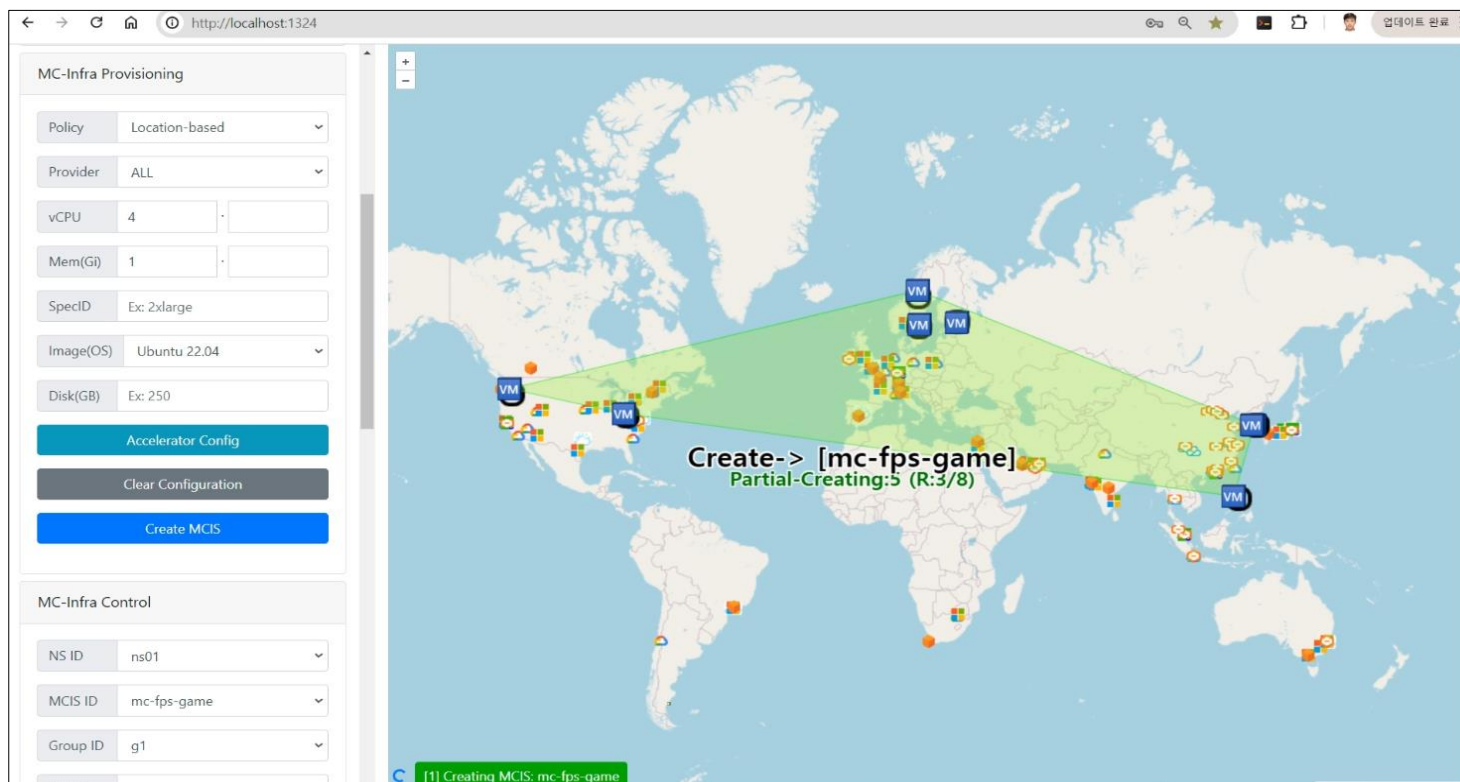 http://localhost:1324
업데이트 완료
MC-Infra Provisioning
Policy Location-based
Provider ALL
vCPU 4
Mem(Gi) 1
SpecID Ex: 2xlarge
Image(OS) Ubuntu 22.04
Disk(GB) Ex: 250
Accelerator Config
Clear Configuration
Create MCIS
MC-Infra Control
NS ID ns01
MCIS ID mc-fps-game
Group ID g1
+
−
VM
VM
VM
VM
VM
VM
VM
Create-> [mc-fps-game]
Partial-Creating:5 (R:3/8)
[1] Creating MCIS: mc-fps-game